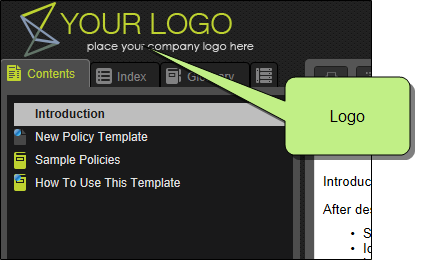 YOUR LOGO
place your company logo here
Contents
Index
Glossary
Logo
Introduction
New Policy Template
Sample Policies
How To Use This Template
Introduc
After des